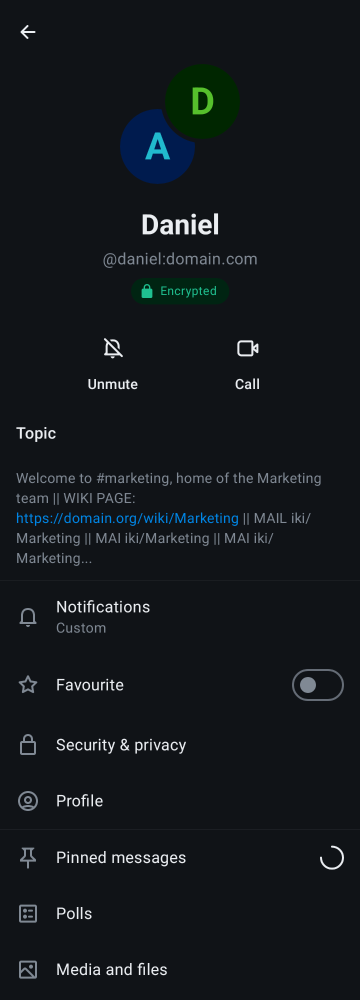 D
A
Daniel
@daniel:domain.com
Encrypted
Unmute
Call
Topic
Welcome to #marketing, home of the Marketing
team || WIKI PAGE:
https://domain.org/wiki/Marketing || MAIL iki/
Marketing || MAI iki/Marketing || MAI iki/
Marketing...
Notifications
Custom
Favourite
Security & privacy
Profile
Pinned messages
Polls
Media and files